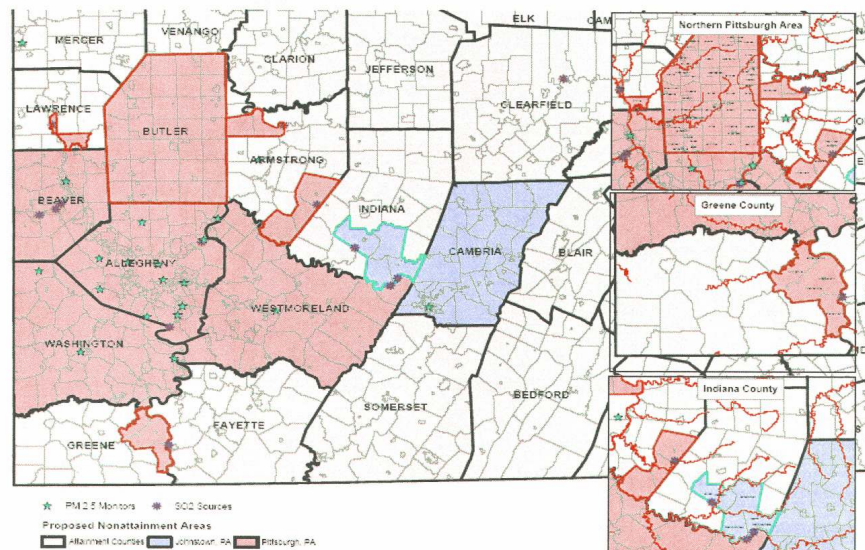 ELK
CAM
VENANGO
MERCER
CLARION
JEFFERSON
CLEARFIELD
LAWRENCE
BUTLER
ARMSTRONG
BEAVER
INDIANA
CAMBRIA
BLAIR
ALLEGHENY
WESTMORELAND
WASHINGTON
SOMERSET
BEDFORD
FAYETTE
GREENE
Northern Pittsburgh Area
Greene County
Indiana County
PM 2.5 Monitors
SO2 Sources
Proposed Nonattainment Areas
Attainment Counties
Johnstown, PA
Pittsburgh, PA